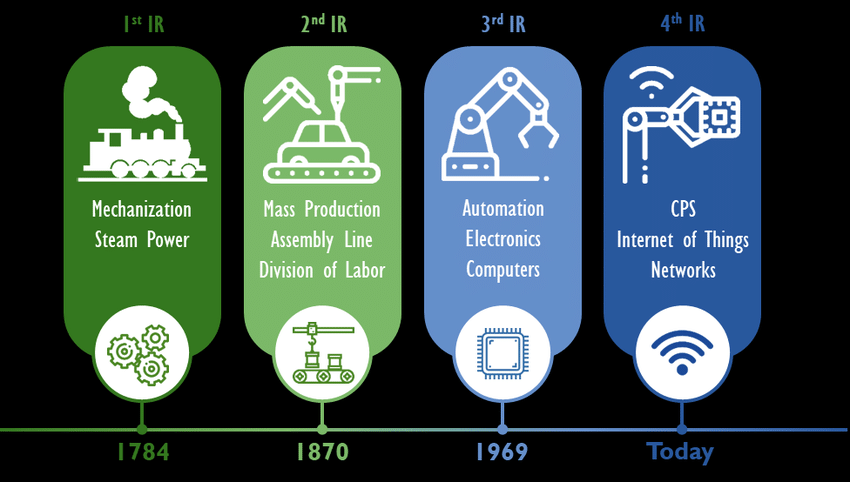 1st IR
2nd IR
3rd IR
4th IR
Mechanization
Steam Power
Mass Production
Assembly Line
Division of Labor
Automation
Electronics
Computers
CPS
Internet of Things
Networks
1784
1870
1969
Today